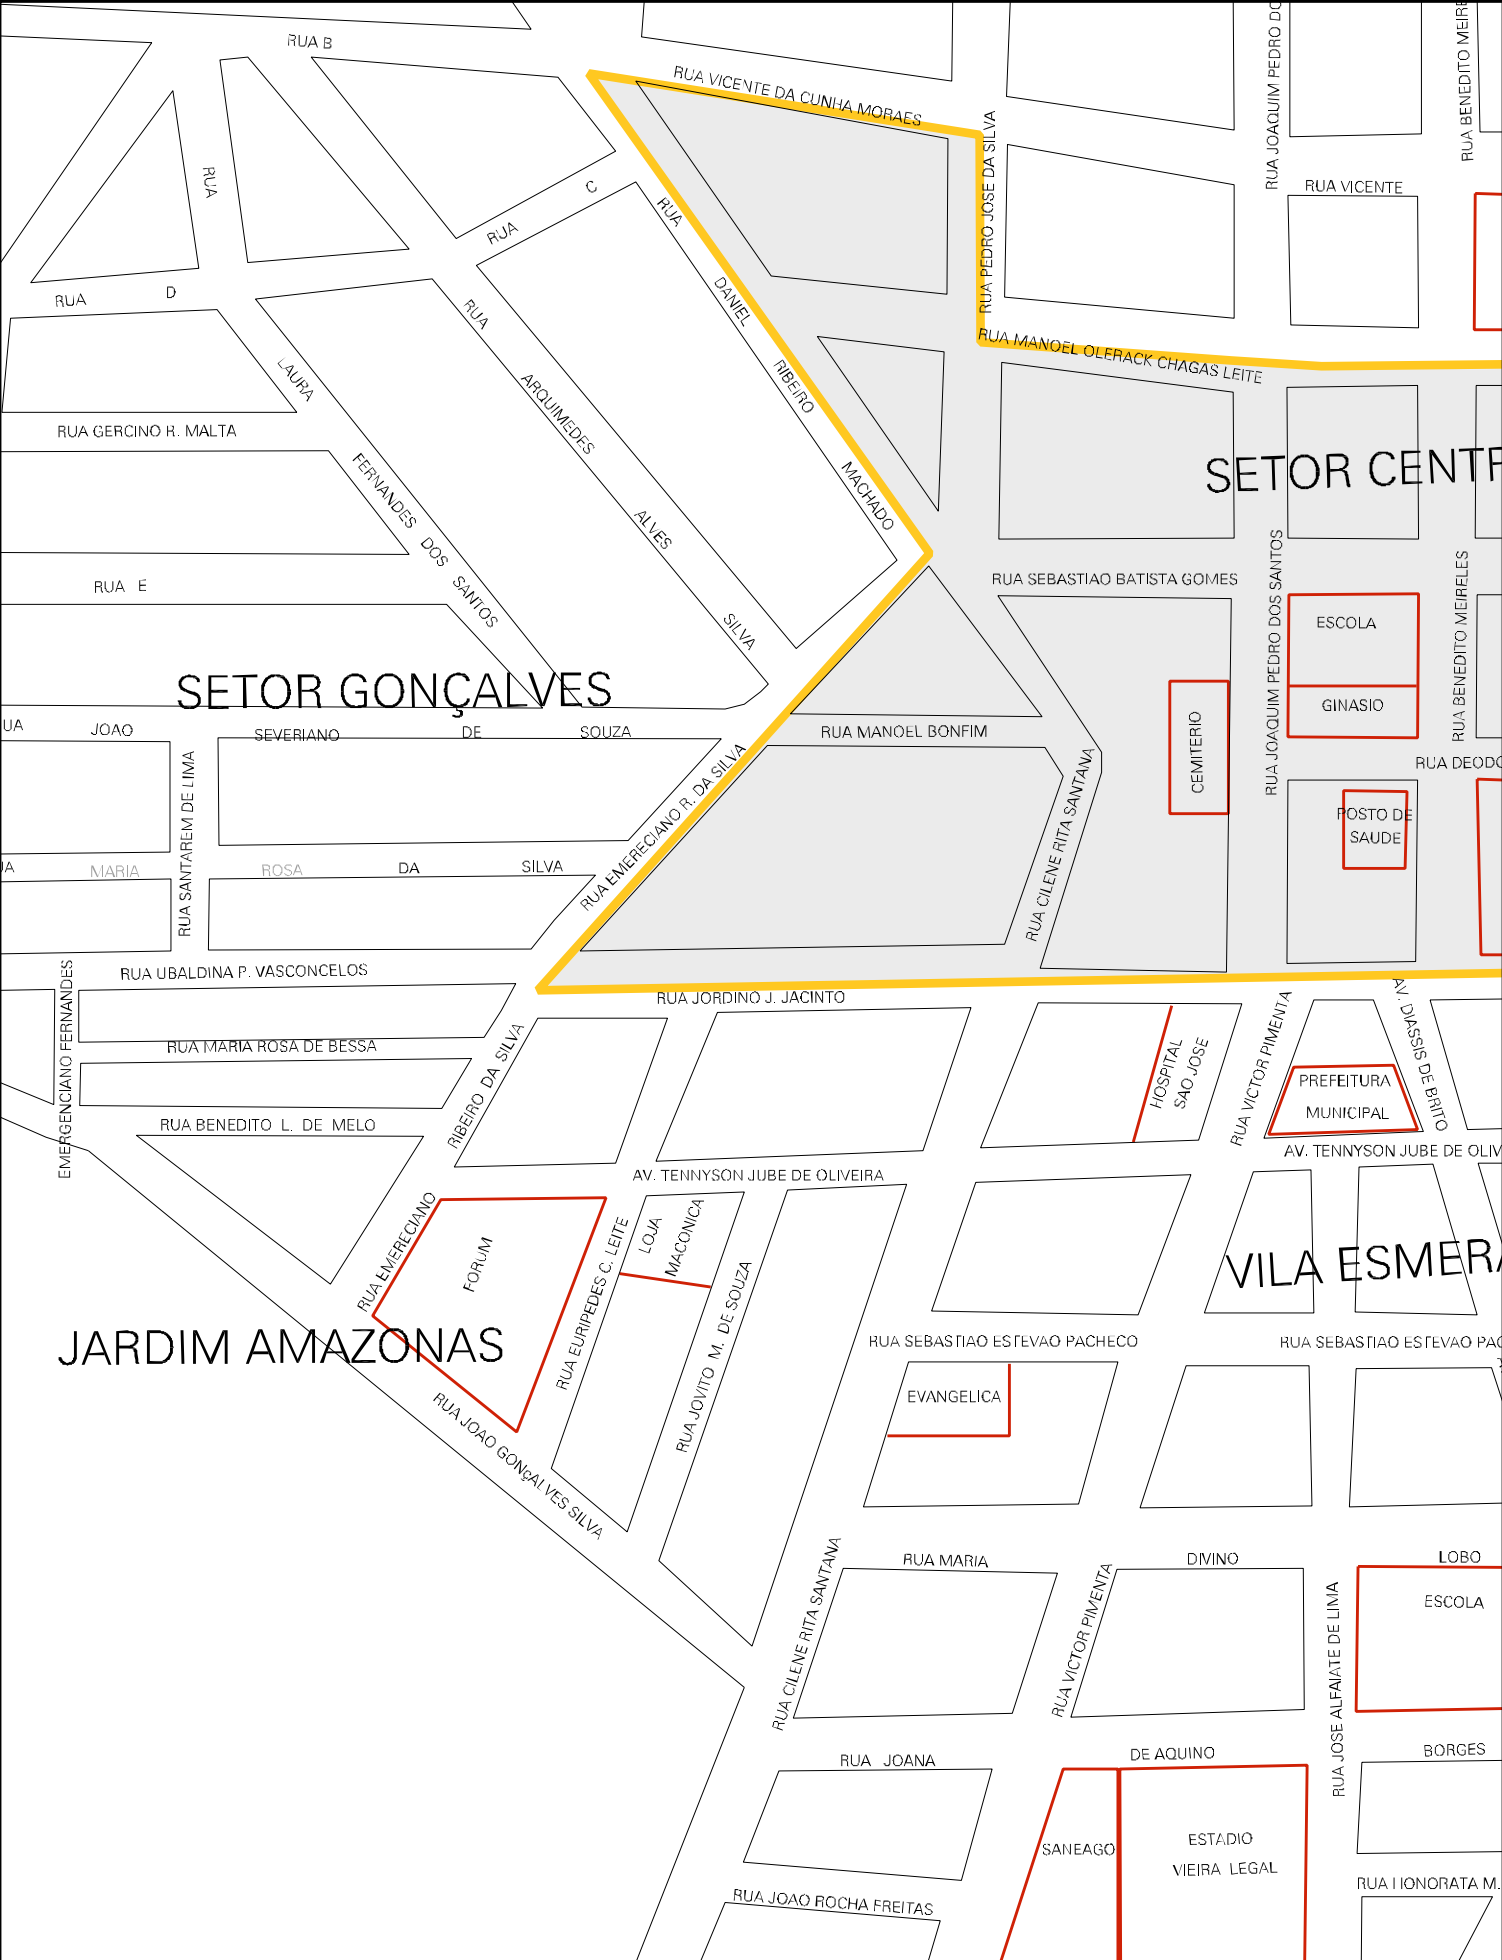 RUA B
RUA VICENTE DA CUNHA MORAES
RUA JOAQUIM PEDRO DO
RUA BENEDITO MEIRE
RUA PEDRO JOSE DA SILVA
RUA
RUA C
RUA VICENTE
RUA D
RUA DANIEL RIBEIRO MACHADO
RUA MANOEL OLERACK CHAGAS LEITE
RUA ARQUIMEDES ALVES SILVA
LAURA FERNANDES DOS SANTOS
RUA GERCINO R. MALTA
SETOR CENTR
RUA E
RUA SEBASTIAO BATISTA GOMES
RUA JOAQUIM PEDRO DOS SANTOS
RUA BENEDITO MEIRELES
ESCOLA
GINASIO
SETOR GONÇALVES
UA JOAO SEVERIANO DE SOUZA
RUA MANOEL BONFIM
CEMITERIO
RUA DEODO
POSTO DE
SAUDE
RUA SANTAREM DE LIMA
RUA EMERECIANO R. DA SILVA
RUA CILENE RITA SANTANA
UA MARIA ROSA DA SILVA
RUA UBALDINA P. VASCONCELOS
RUA JORDINO J. JACINTO
EMERGENCIANO FERNANDES
RUA MARIA ROSA DE BESSA
RUA BENEDITO L. DE MELO
RUA EMERECIANO RIBEIRO DA SILVA
HOSPITAL
SAO JOSE
RUA VICTOR PIMENTA
AV. DIASSIS DE BRITO
PREFEITURA
MUNICIPAL
AV. TENNYSON JUBE DE OLIVEIRA
AV. TENNYSON JUBE DE OLIV
FORUM
RUA EURIPEDES C. LEITE
LOJA
MACONICA
RUA JOVITO M. DE SOUZA
VILA ESMERA
JARDIM AMAZONAS
RUA SEBASTIAO ESTEVAO PACHECO
RUA SEBASTIAO ESTEVAO PAC
EVANGELICA
RUA JOAO GONçALVES SILVA
RUA MARIA DIVINO LOBO
RUA CILENE RITA SANTANA
RUA VICTOR PIMENTA
RUA JOSE ALFAIATE DE LIMA
ESCOLA
RUA JOANA DE AQUINO BORGES
SANEAGO
ESTADIO
VIEIRA LEGAL
RUA HONORATA M.
RUA JOAO ROCHA FREITAS